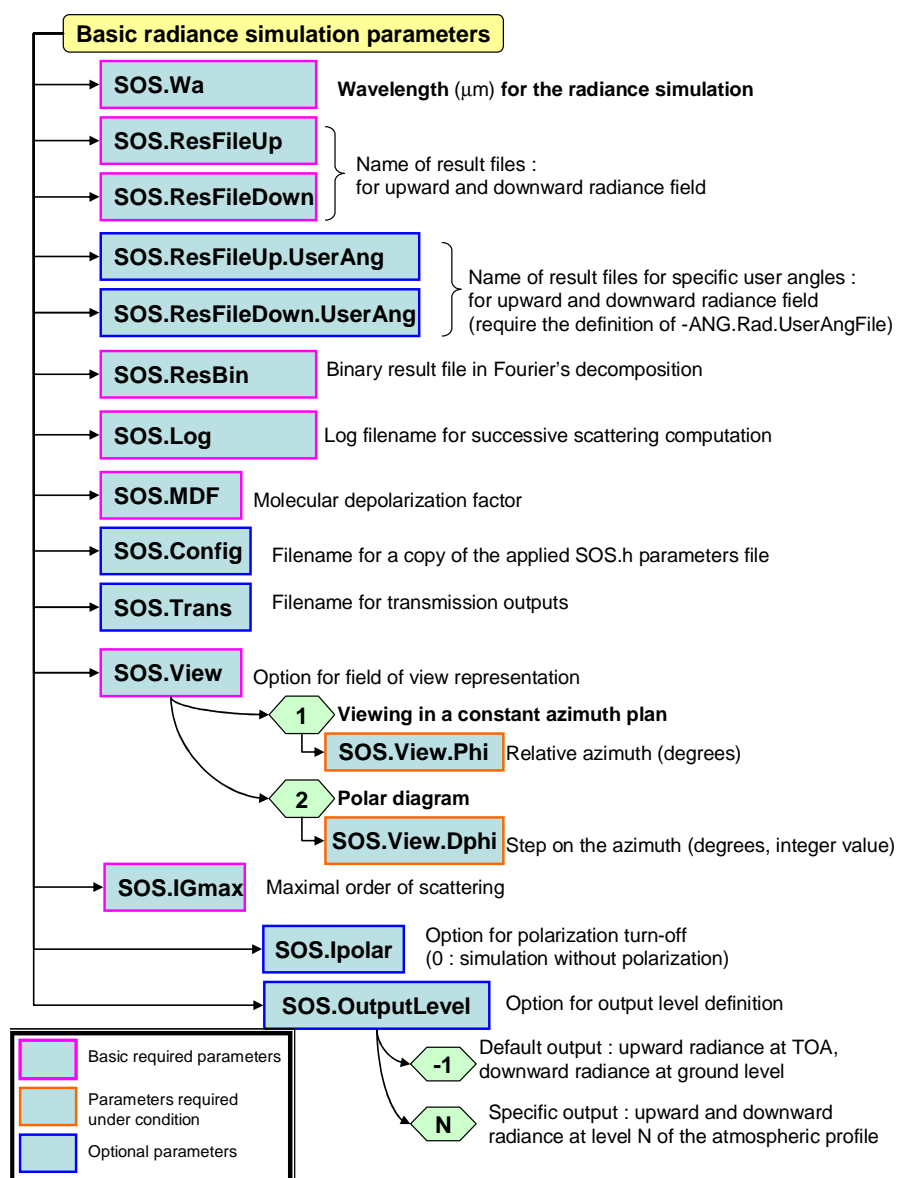 Basic radiance simulation parameters
SOS.Wa
Wavelength (μm) for the radiance simulation
SOS.ResFileUp
SOS.ResFileDown
Name of result files :
for upward and downward radiance field
SOS.ResFileUp.UserAng
SOS.ResFileDown.UserAng
Name of result files for specific user angles :
for upward and downward radiance field
(require the definition of -ANG.Rad.UserAngFile)
SOS.ResBin
Binary result file in Fourier's decomposition
SOS.Log
Log filename for successive scattering computation
SOS.MDF
Molecular depolarization factor
SOS.Config
Filename for a copy of the applied SOS.h parameters file
SOS.Trans
Filename for transmission outputs
SOS.View
Option for field of view representation
1
Viewing in a constant azimuth plan
SOS.View.Phi
Relative azimuth (degrees)
2
Polar diagram
SOS.View.Dphi
Step on the azimuth (degrees, integer value)
SOS.IGmax
Maximal order of scattering
SOS.Ipolar
Option for polarization turn-off
(0 : simulation without polarization)
SOS.OutputLevel
Option for output level definition
-1
Default output : upward radiance at TOA,
downward radiance at ground level
N
Specific output : upward and downward
radiance at level N of the atmospheric profile
Basic required parameters
Parameters required
under condition
Optional parameters